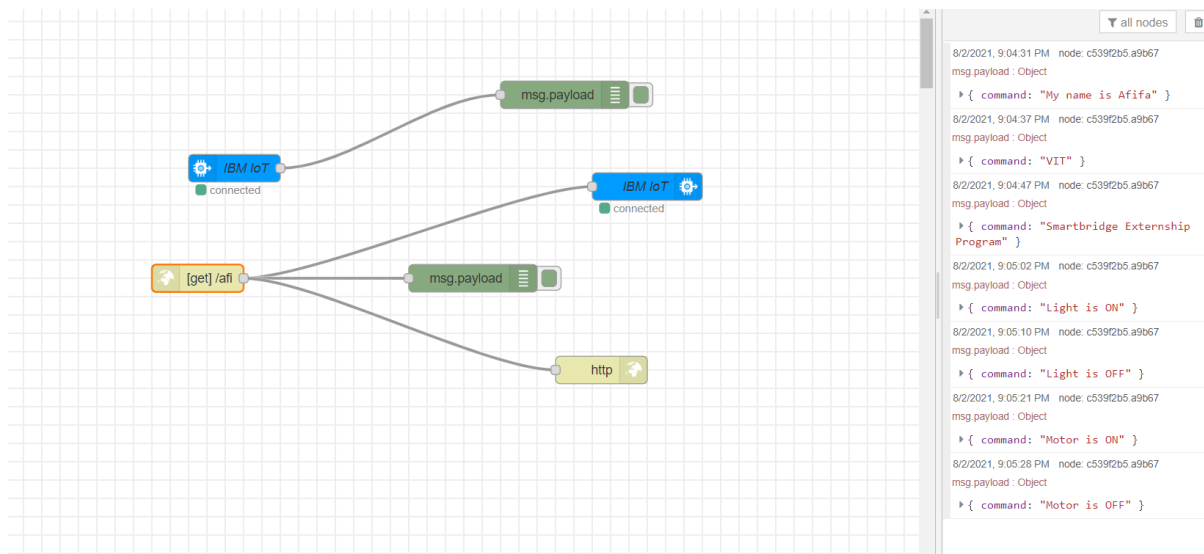 msg.payload
IBM IoT
connected
IBM IoT
connected
[get] /afi
msg.payload
http
all nodes
8/2/2021, 9:04:31 PM node: c539f2b5.a9b67
msg.payload : Object
{ command: "My name is Afifa" }
8/2/2021, 9:04:37 PM node: c539f2b5.a9b67
msg.payload : Object
{ command: "VIT" }
8/2/2021, 9:04:47 PM node: c539f2b5.a9b67
msg.payload : Object
{ command: "Smartbridge Externship
Program" }
8/2/2021, 9:05:02 PM node: c539f2b5.a9b67
msg.payload : Object
{ command: "Light is ON" }
8/2/2021, 9:05:10 PM node: c539f2b5.a9b67
msg.payload : Object
{ command: "Light is OFF" }
8/2/2021, 9:05:21 PM node: c539f2b5.a9b67
msg.payload : Object
{ command: "Motor is ON" }
8/2/2021, 9:05:28 PM node: c539f2b5.a9b67
msg.payload : Object
{ command: "Motor is OFF" }